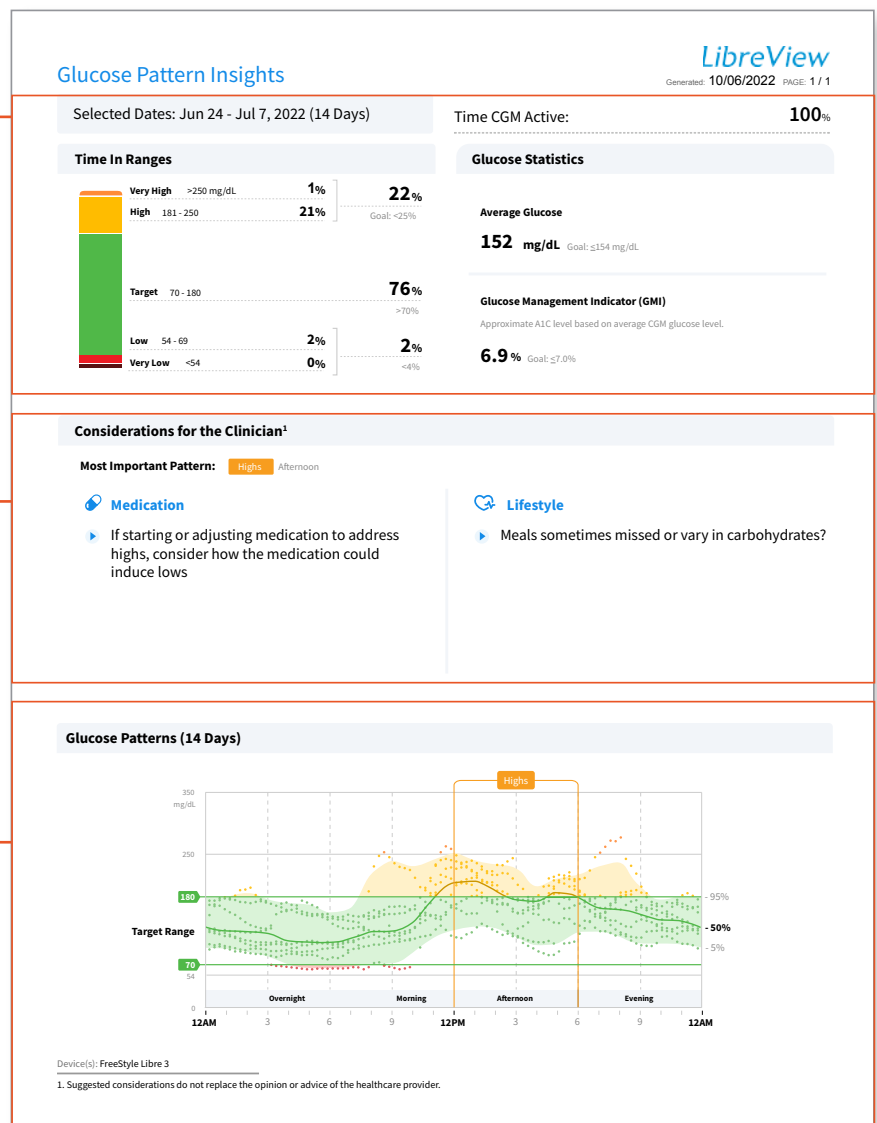 LibreView
Glucose Pattern Insights
Generated: 10/06/2022 PAGE: 1 / 1
Selected Dates: Jun 24 - Jul 7, 2022 (14 Days)
Time CGM Active: 100%
Time In Ranges
Very High >250 mg/dL 1%
High 181 - 250 21%
22%
Goal: <25%
Target 70 - 180 76%
>70%
Low 54 - 69 2%
Very Low <54 0%
2%
<4%
Glucose Statistics
Average Glucose
152 mg/dL Goal: ≤154 mg/dL
Glucose Management Indicator (GMI)
Approximate A1C level based on average CGM glucose level.
6.9% Goal: ≤7.0%
Considerations for the Clinician¹
Most Important Pattern: Highs Afternoon
Medication
If starting or adjusting medication to address
highs, consider how the medication could
induce lows
Lifestyle
Meals sometimes missed or vary in carbohydrates?
Glucose Patterns (14 Days)
Highs
350
mg/dL
250
180 - 95%
Target Range - 50%
- 5%
70
54
Overnight Morning Afternoon Evening
0
12AM 3 6 9 12PM 3 6 9 12AM
Device(s): FreeStyle Libre 3
1. Suggested considerations do not replace the opinion or advice of the healthcare provider.